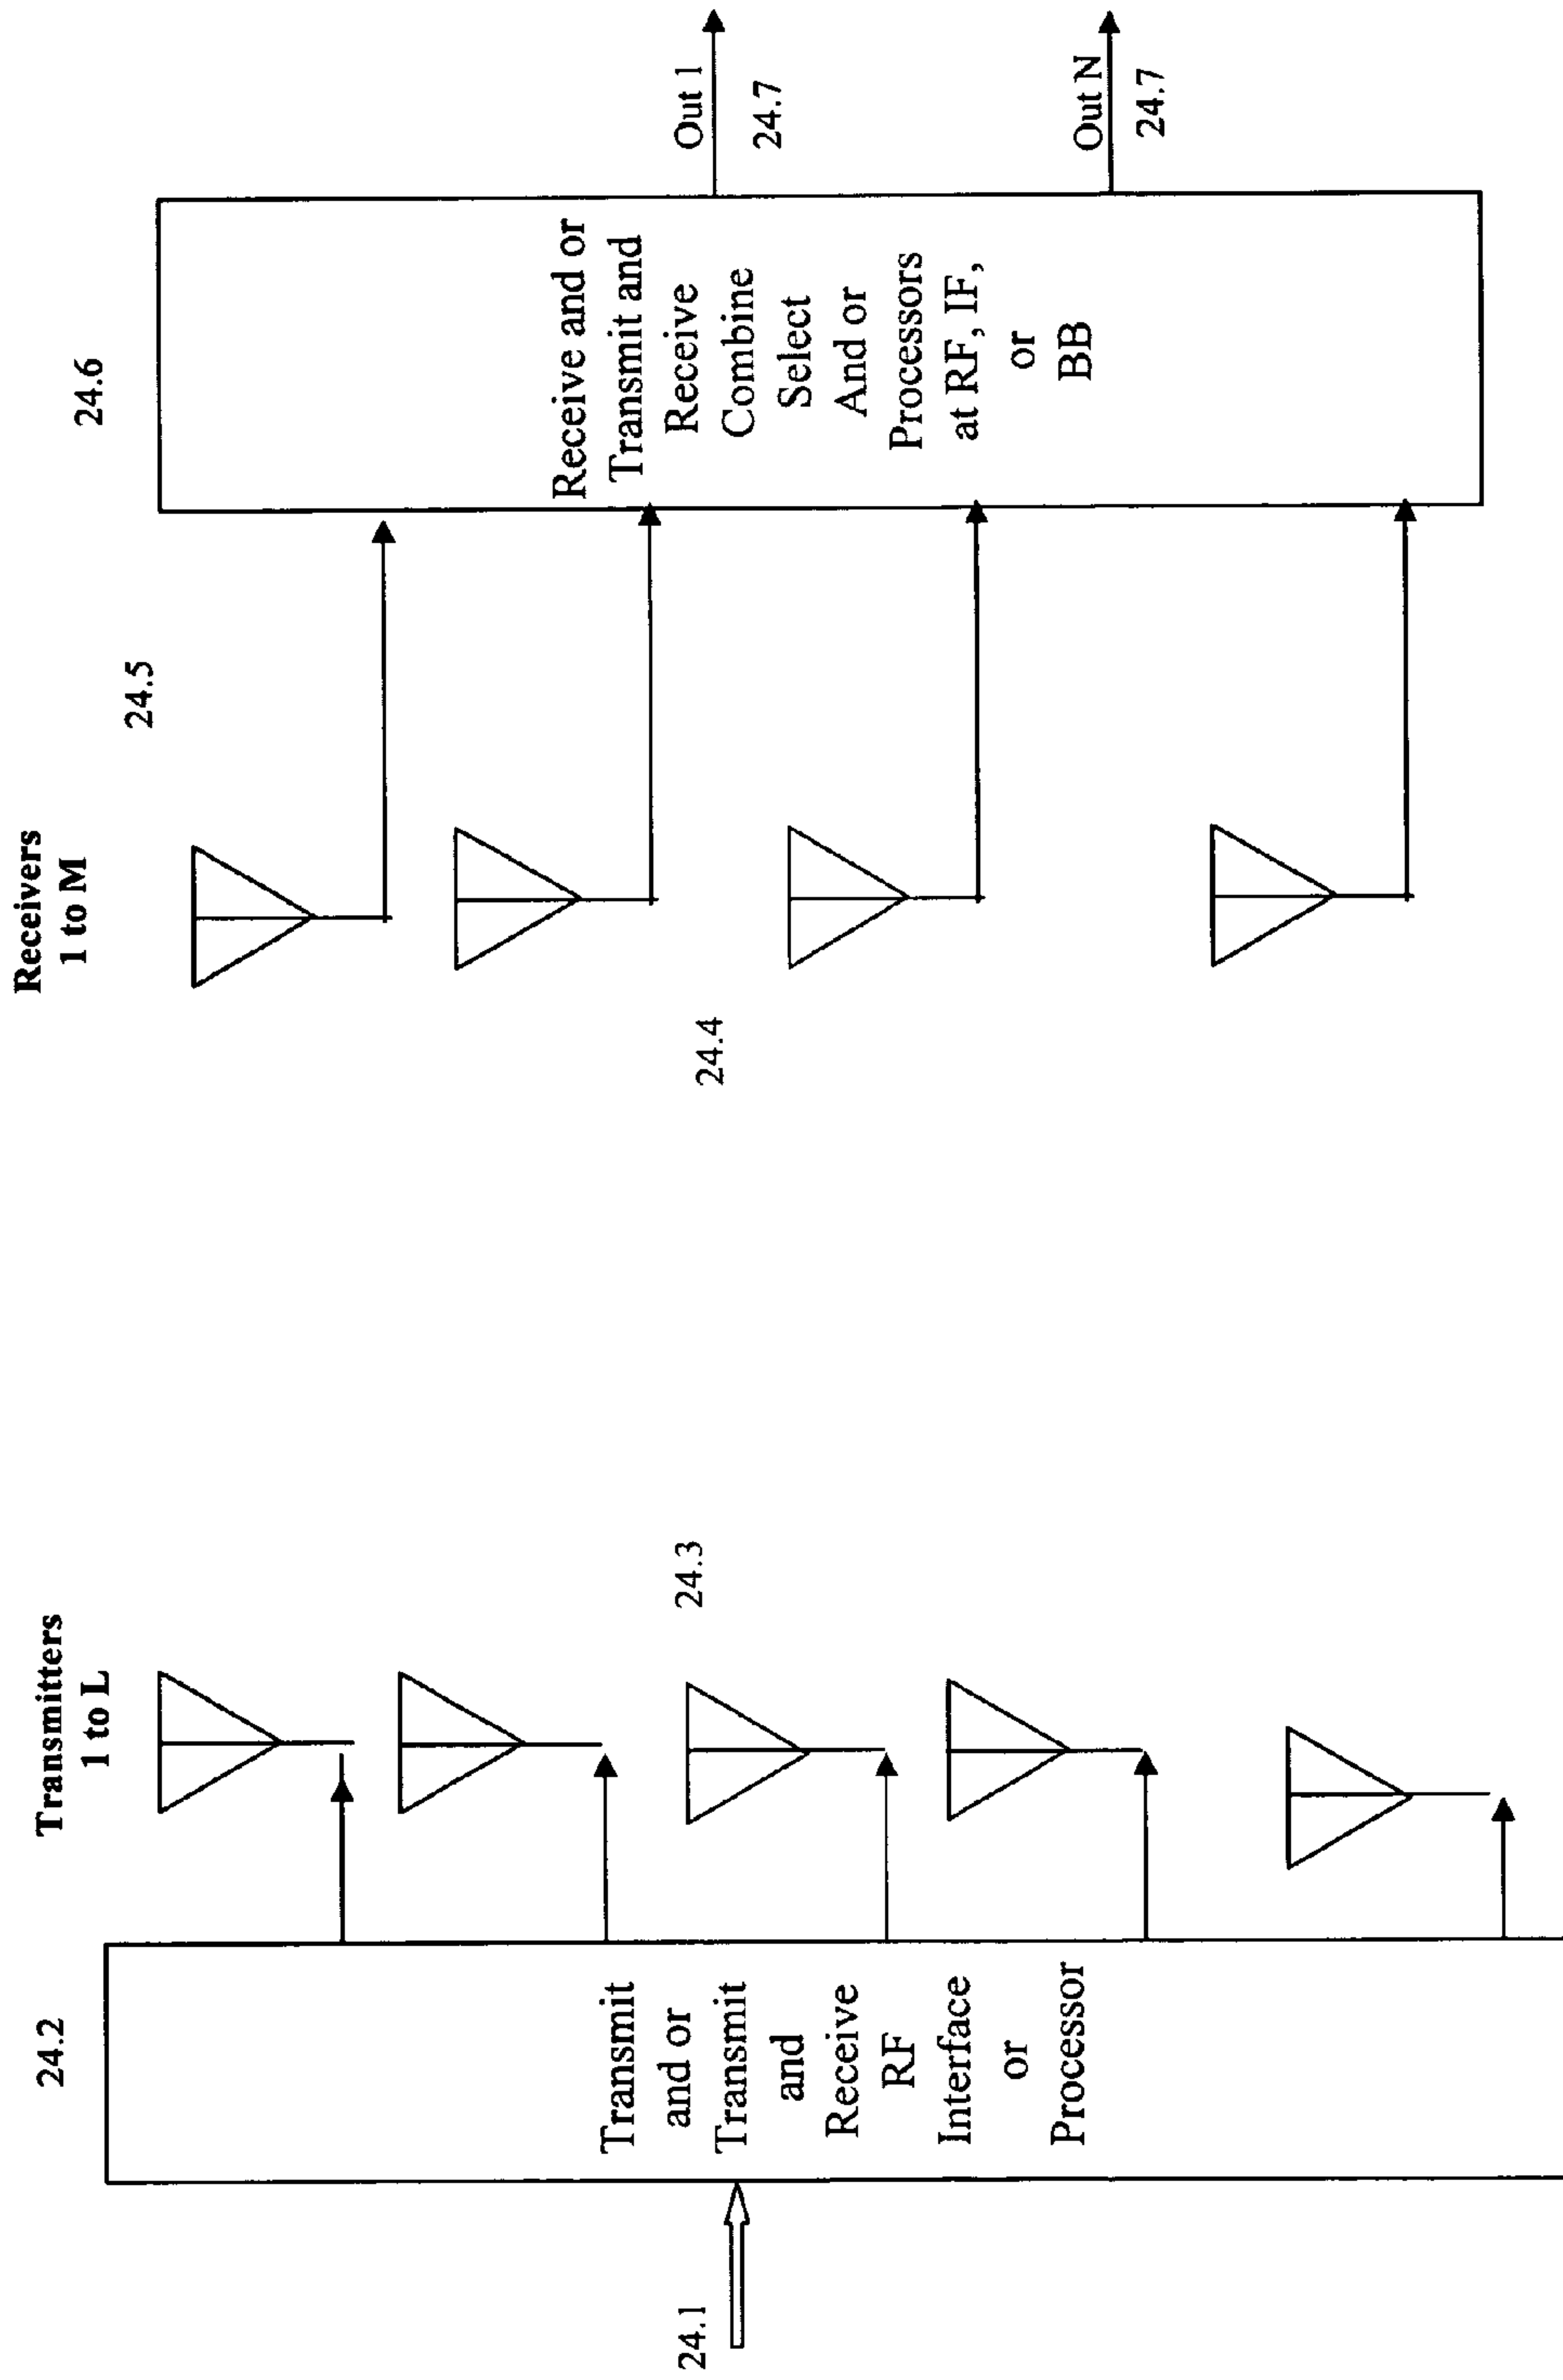 24.1
24.2
Transmit
and or
Transmit
and
Receive
RF
Interface
or
Processor
Transmitters
1 to L
24.3
24.4
Receivers
1 to M
24.5
24.6
Receive and or
Transmit and
Receive
Combine
Select
And or
Processors
at RF, IF,
or
BB
Out 1
24.7
Out N
24.7